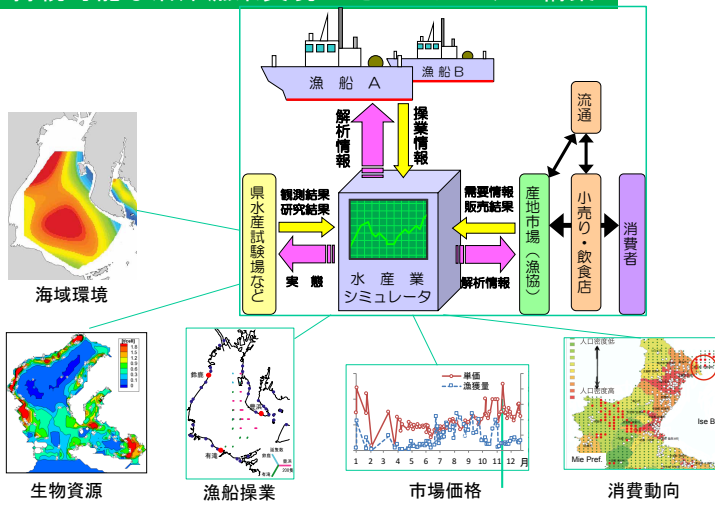 漁 船 A
漁 船 B
解析情報
操業情報
流通
県水産試験場など
観測結果
研究結果
実 態
水 産 業
シミュレータ
需要情報
販売結果
解析情報
産地市場（漁協）
小売り・飲食店
消費者
海域環境
生物資源
鈴鹿
豊浜
有滝
漁船操業
単価
漁獲量
1 2 3 4 5 6 7 8 9 10 11 12 月
市場価格
人口密度低
人口密度高
Ise B
Mie Pref.
消費動向